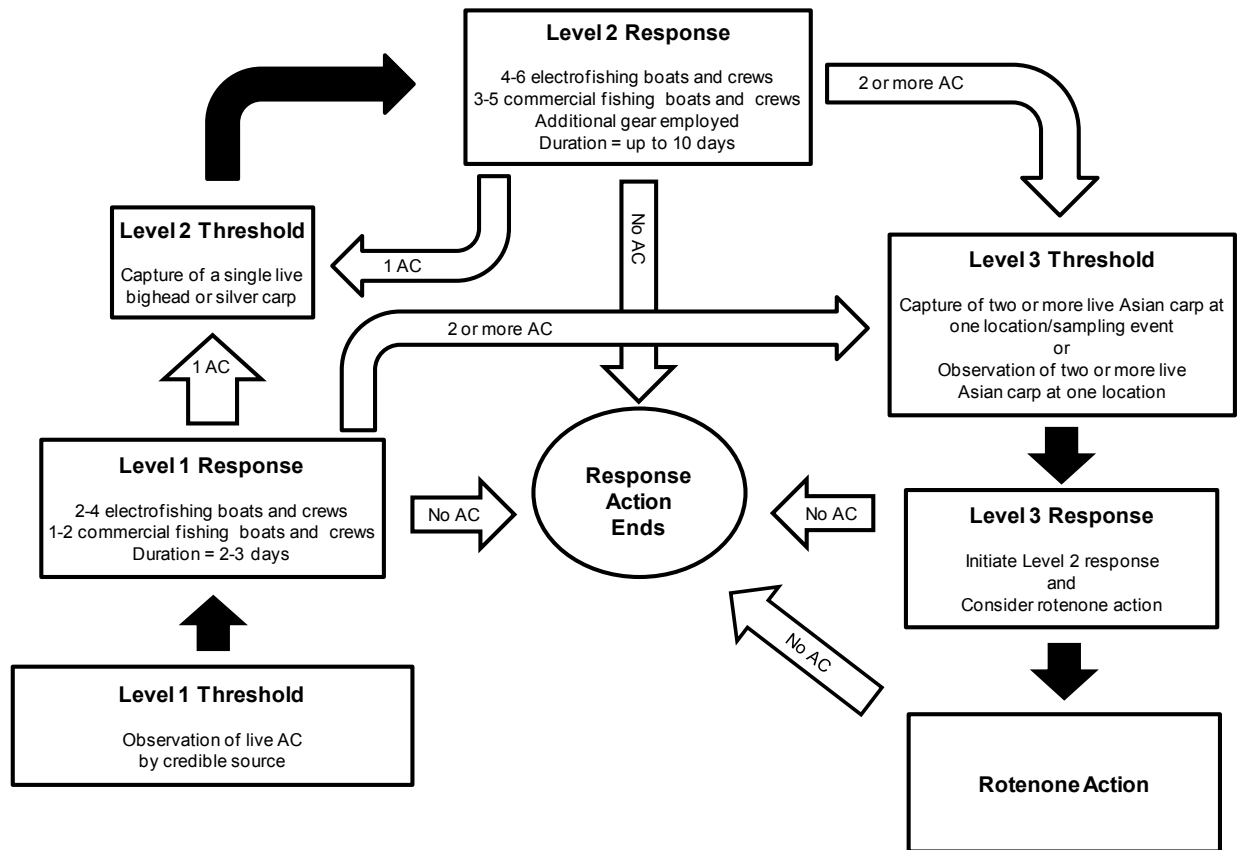 Level 2 Response
4-6 electrofishing boats and crews
3-5 commercial fishing boats and crews
Additional gear employed
Duration = up to 10 days
2 or more AC
Level 2 Threshold
Capture of a single live
bighead or silver carp
1 AC
No AC
Level 3 Threshold
Capture of two or more live Asian carp at
one location/sampling event
or
Observation of two or more live
Asian carp at one location
2 or more AC
1 AC
Level 1 Response
2-4 electrofishing boats and crews
1-2 commercial fishing boats and crews
Duration = 2-3 days
No AC
Response
Action
Ends
No AC
Level 3 Response
Initiate Level 2 response
and
Consider rotenone action
No AC
Level 1 Threshold
Observation of live AC
by credible source
Rotenone Action